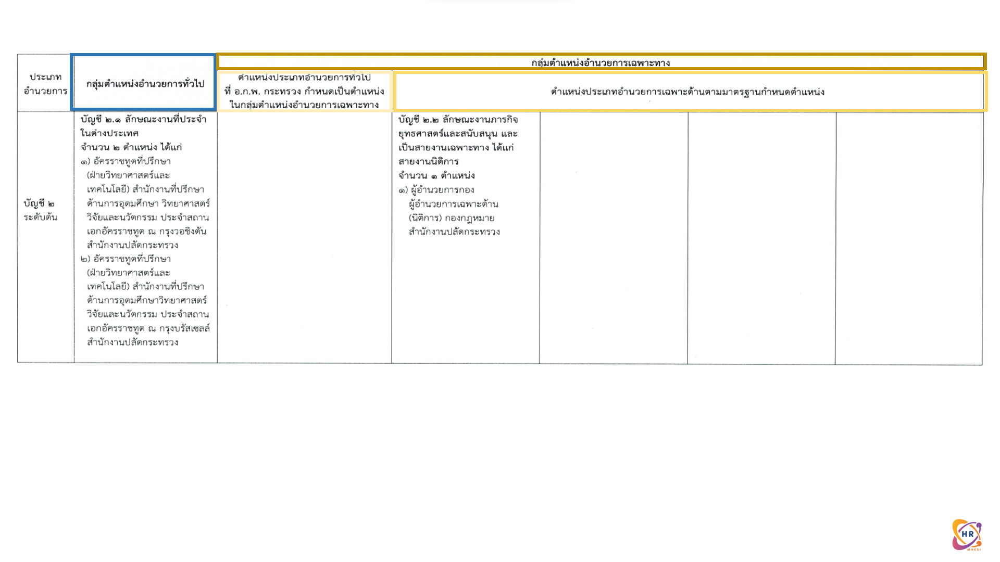 ประเภท
อำนวยการ
กลุ่มตำแหน่งอำนวยการทั่วไป
กลุ่มตำแหน่งอำนวยการเฉพาะทาง
ตำแหน่งประเภทอำนวยการทั่วไป
ที่ อ.ก.พ. กระทรวง กำหนดเป็นตำแหน่ง
ในกลุ่มตำแหน่งอำนวยการเฉพาะทาง
ตำแหน่งประเภทอำนวยการเฉพาะด้านตามมาตรฐานกำหนดตำแหน่ง
บัญชี ๒
ระดับต้น
บัญชี ๒.๑ ลักษณะงานที่ประจำ
ในต่างประเทศ
จำนวน ๒ ตำแหน่ง ได้แก่
๑) อัครราชทูตที่ปรึกษา
(ฝ่ายวิทยาศาสตร์และ
เทคโนโลยี) สำนักงานที่ปรึกษา
ด้านการอุดมศึกษา วิทยาศาสตร์
วิจัยและนวัตกรรม ประจำสถาน
เอกอัครราชทูต ณ กรุงวอชิงตัน
สำนักงานปลัดกระทรวง
๒) อัครราชทูตที่ปรึกษา
(ฝ่ายวิทยาศาสตร์และ
เทคโนโลยี) สำนักงานที่ปรึกษา
ด้านการอุดมศึกษาวิทยาศาสตร์
วิจัยและนวัตกรรม ประจำสถาน
เอกอัครราชทูต ณ กรุงบรัสเซลล์
สำนักงานปลัดกระทรวง
บัญชี ๒.๒ ลักษณะงานภารกิจ
ยุทธศาสตร์และสนับสนุน และ
เป็นสายงานเฉพาะทาง ได้แก่
สายงานนิติการ
จำนวน ๑ ตำแหน่ง
๑) ผู้อำนวยการกอง
ผู้อำนวยการเฉพาะด้าน
(นิติการ) กองกฎหมาย
สำนักงานปลัดกระทรวง
HR
MHESI